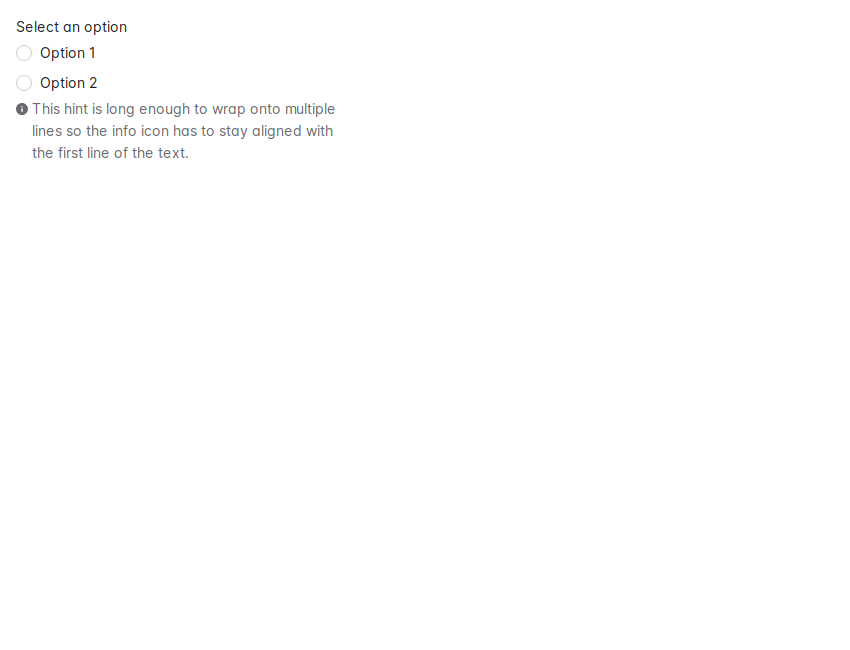 Select an option
Option 1
Option 2
This hint is long enough to wrap onto multiple
lines so the info icon has to stay aligned with
the first line of the text.